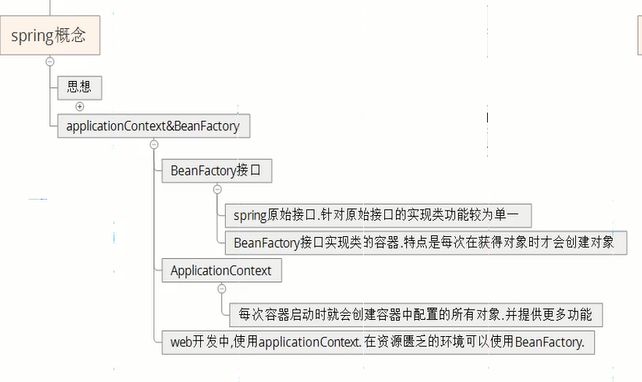 spring概念
思想
applicationContext&BeanFactory
BeanFactory接口
spring原始接口.针对原始接口的实现类功能较为单一
BeanFactory接口实现类的容器.特点是每次在获得对象时才会创建对象
ApplicationContext
每次容器启动时就会创建容器中配置的所有对象.并提供更多功能
web开发中,使用applicationContext. 在资源匮乏的环境可以使用BeanFactory.